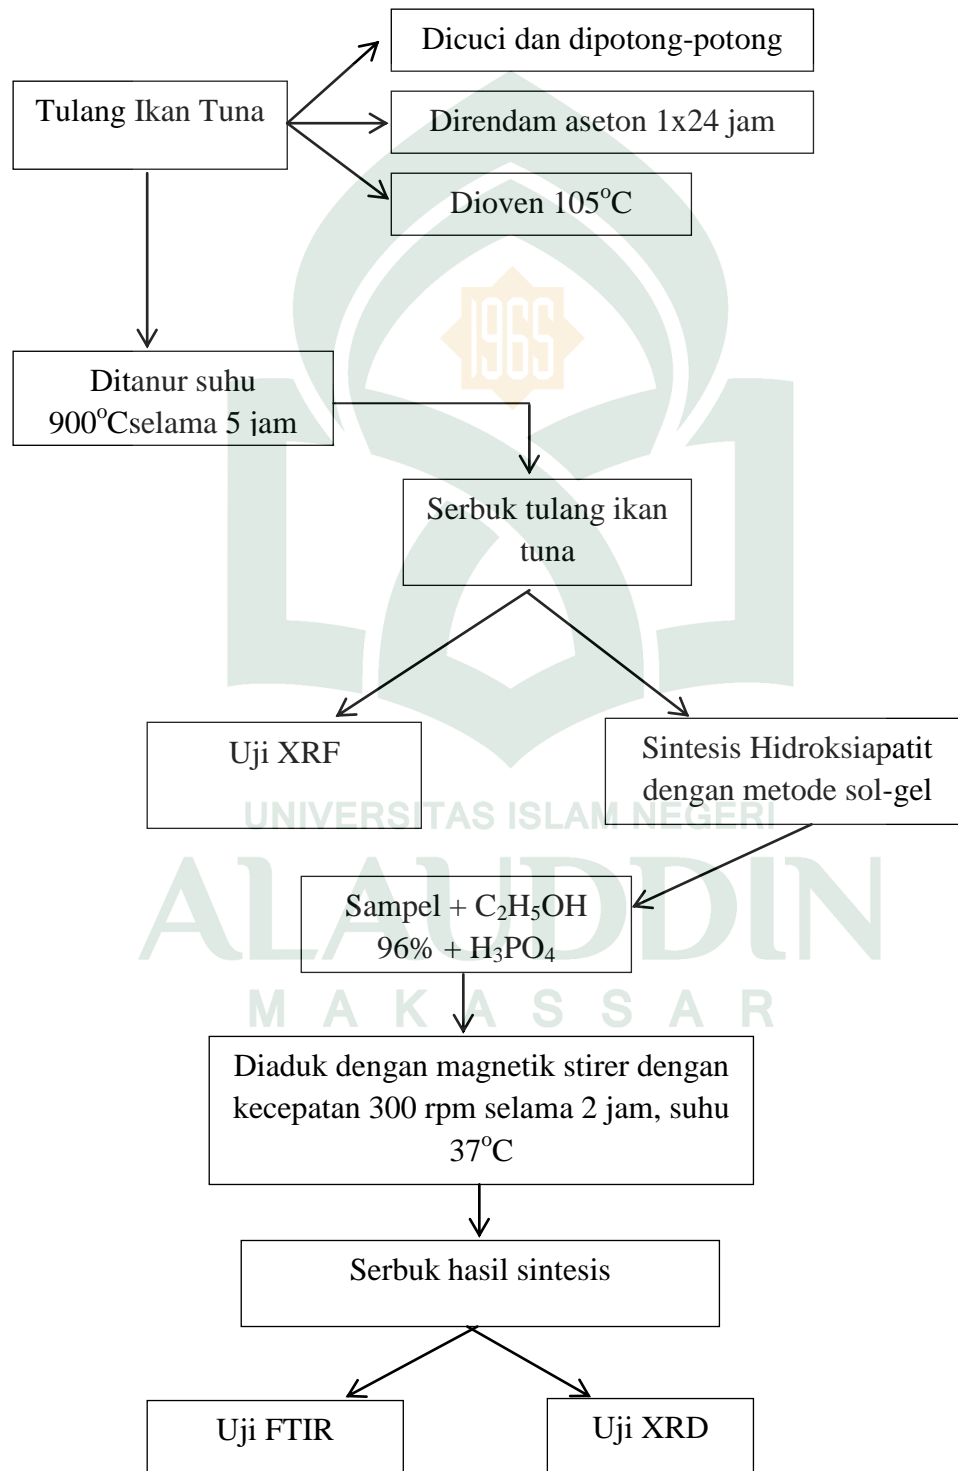 Dicuci dan dipotong-potong
Tulang Ikan Tuna
Direndam aseton 1x24 jam
Dioven 105°C
1965
Ditanur suhu
900°Cselama 5 jam
Serbuk tulang ikan
tuna
Uji XRF
Sintesis Hidroksiapatit
dengan metode sol-gel
UNIVERSITAS ISLAM NEGERI
ALAUDDIN
MAKASSAR
Sampel + C₂H₅OH
96% + H₃PO₄
Diaduk dengan magnetik stirer dengan
kecepatan 300 rpm selama 2 jam, suhu
37°C
Serbuk hasil sintesis
Uji FTIR
Uji XRD